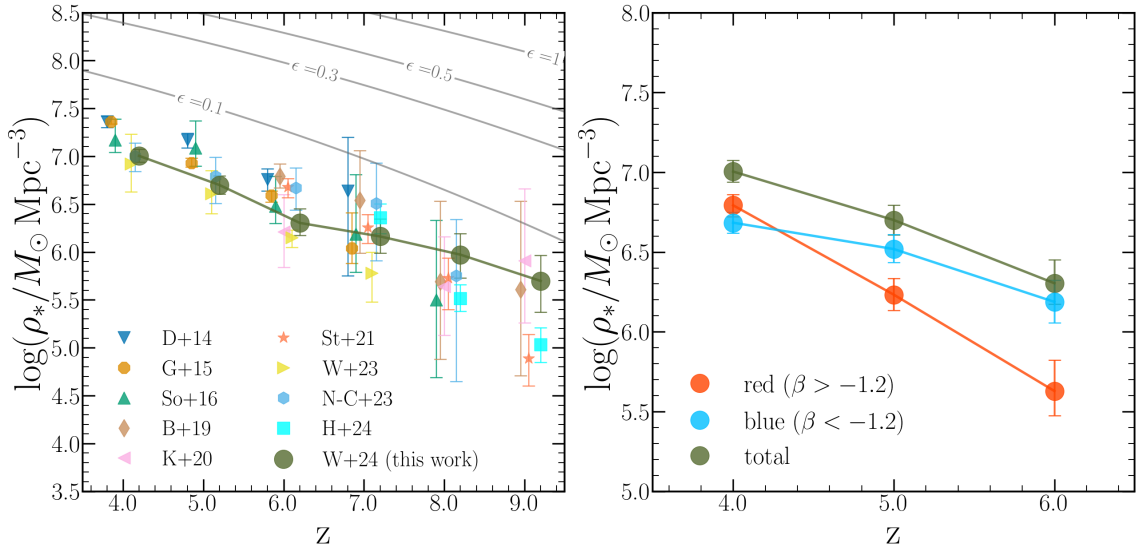 8.5
8.0
7.5
7.0
6.5
6.0
5.5
5.0
4.5
4.0
3.5
log(ρ*/M⊙ Mpc⁻³)
ϵ=0.1
ϵ=0.3
ϵ=0.5
ϵ=1
D+14
G+15
So+16
B+19
K+20
St+21
W+23
N-C+23
H+24
W+24 (this work)
4.0 5.0 6.0 7.0 8.0 9.0
z
8.0
7.5
7.0
6.5
6.0
5.5
5.0
log(ρ*/M⊙ Mpc⁻³)
red (β > −1.2)
blue (β < −1.2)
total
4.0 5.0 6.0
z